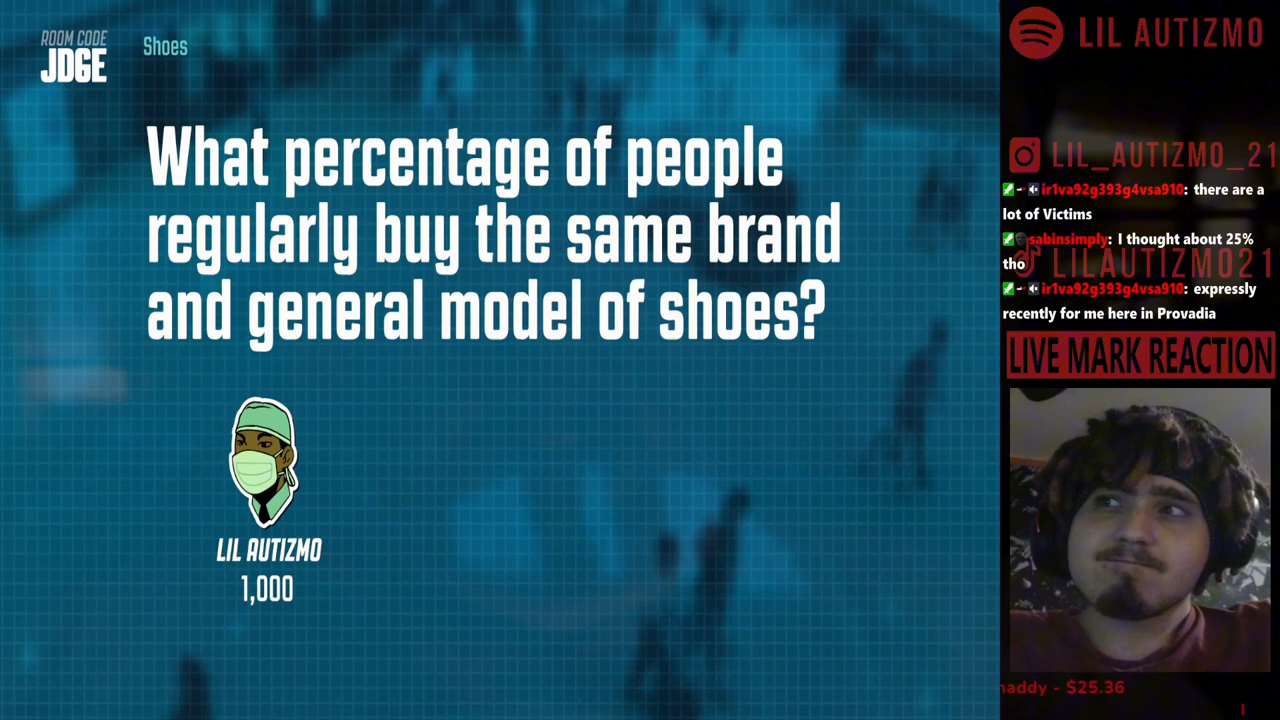 ROOM CODE
JDGE
Shoes
What percentage of people
regularly buy the same brand
and general model of shoes?
LIL AUTIZMO
1,000
LIL AUTIZMO
LIL_AUTIZMO_21
ir1va92g393g4vsa910: there are a
lot of Victims
sabinsimply: I thought about 25%
tho
LILAUTIZMO21
ir1va92g393g4vsa910: expressly
recently for me here in Provadia
LIVE MARK REACTION
haddy - $25.36